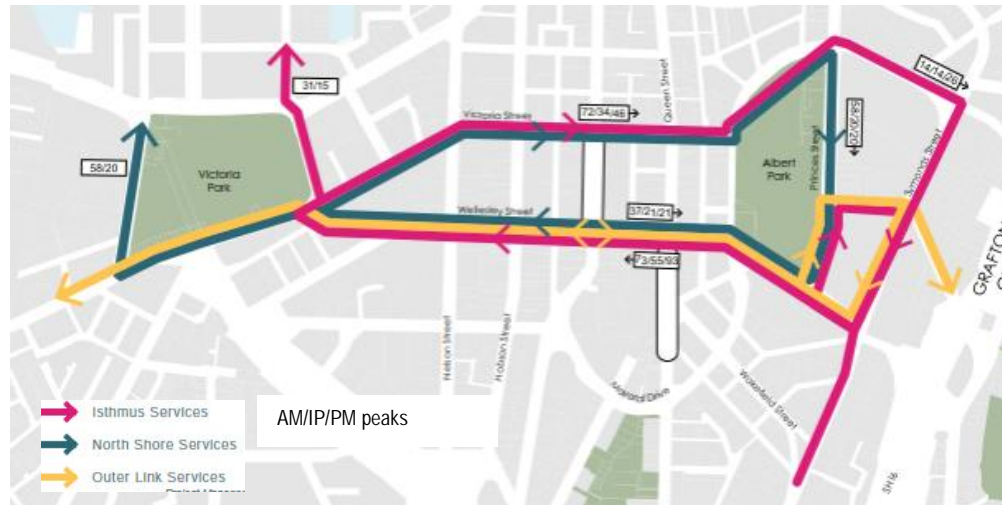 31/15
14/14/26
72/34/46
Victoria Street
Queen Street
58/20
Victoria
Park
Albert
Park
Princes Street
Symonds Street
Wellesley Street
37/21/21
73/55/93
GRAFTON
Nelson Street
Hobson Street
Mayoral Drive
Wakefield Street
SH16
Isthmus Services
AM/IP/PM peaks
North Shore Services
Outer Link Services